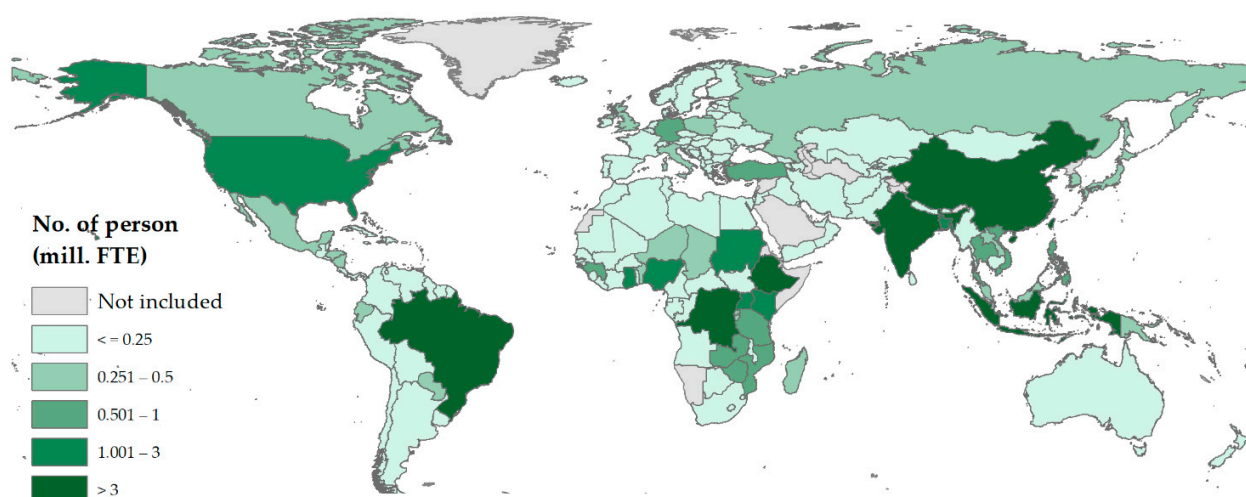 No. of person
(mill. FTE)
Not included
< = 0.25
0.251 – 0.5
0.501 – 1
1.001 – 3
> 3